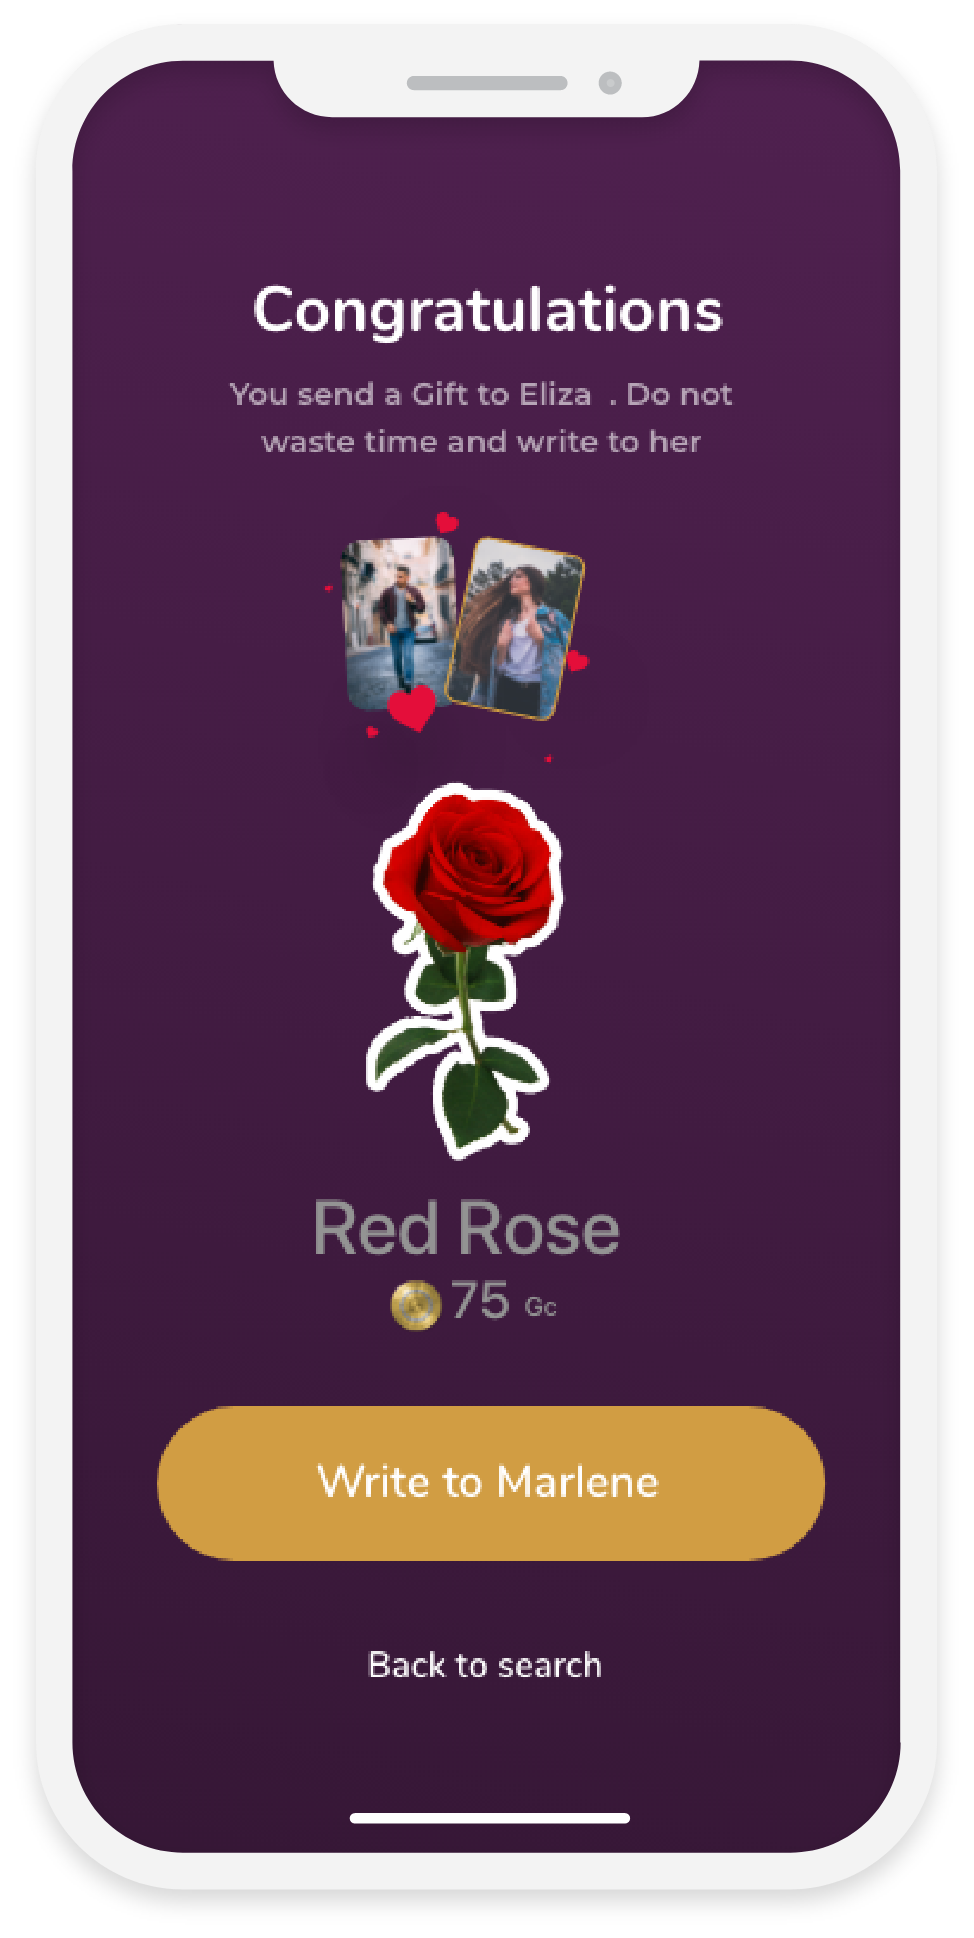 Congratulations
You send a Gift to Eliza . Do not
waste time and write to her
Red Rose
75 Gc
Write to Marlene
Back to search